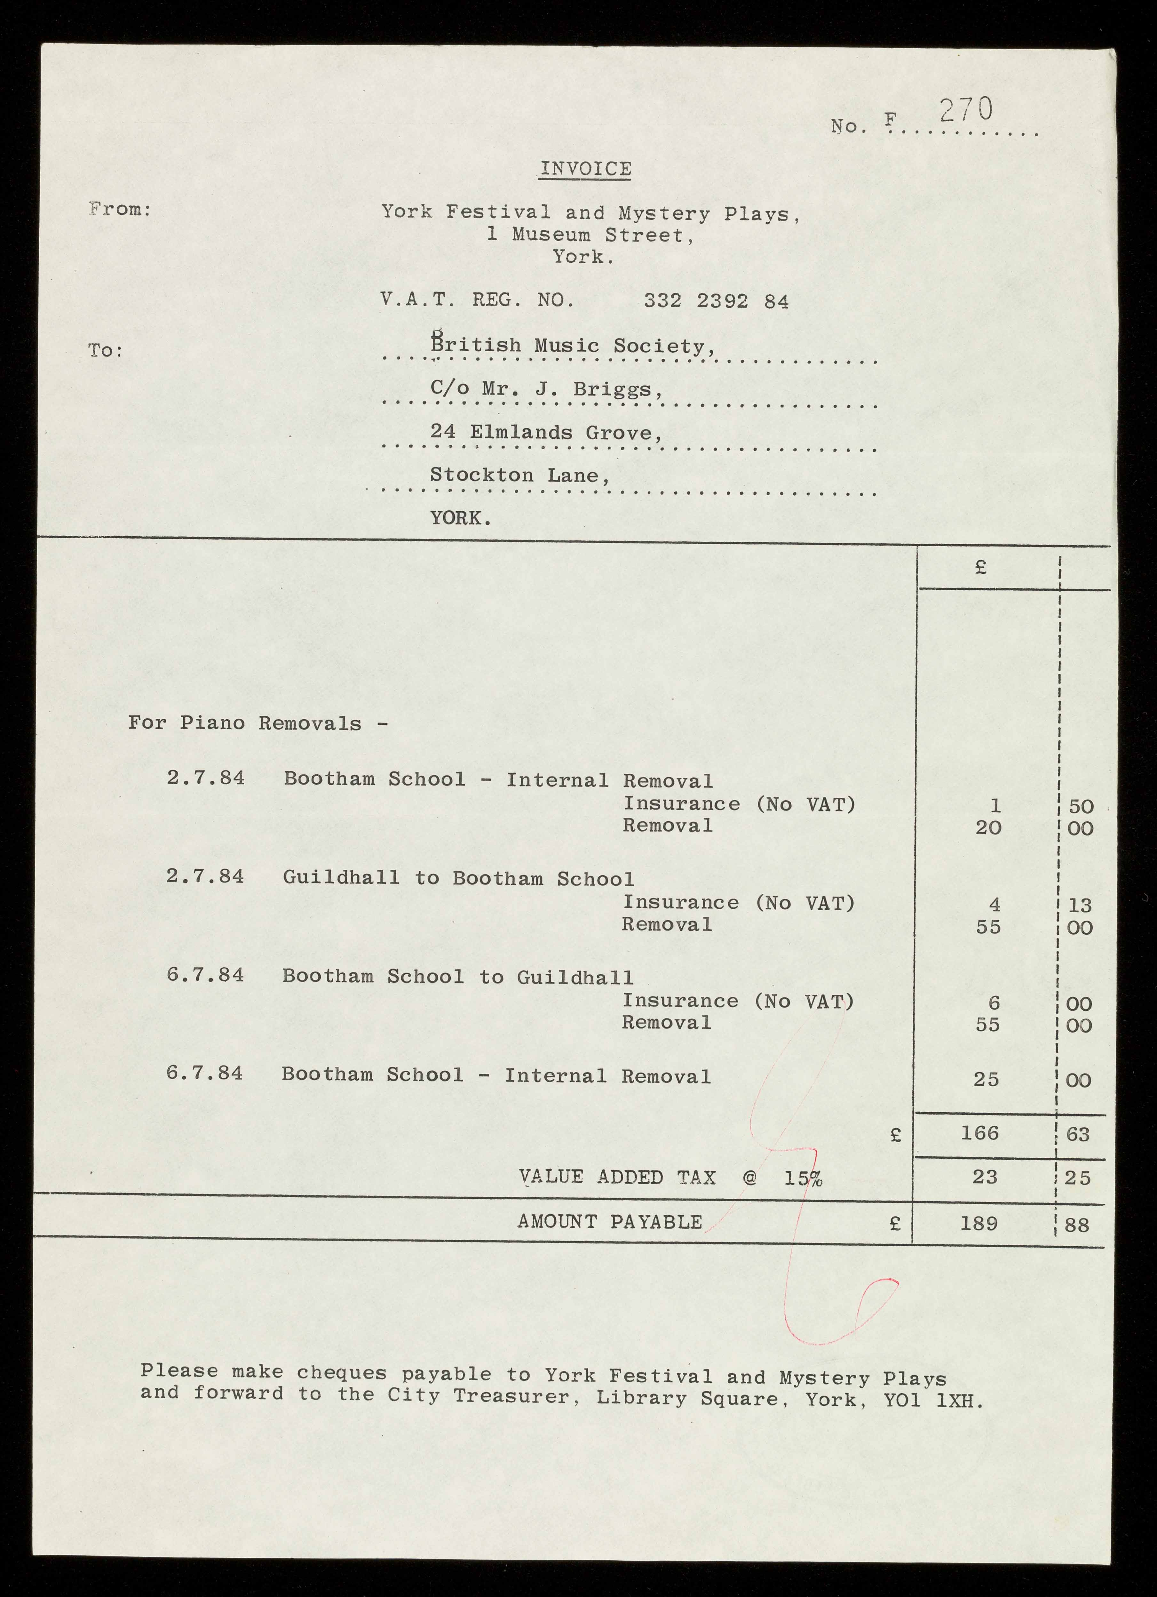 No. F 270
INVOICE
From: York Festival and Mystery Plays,
1 Museum Street,
York.
V.A.T. REG. NO. 332 2392 84
To: British Music Society,
C/o Mr. J. Briggs,
24 Elmlands Grove,
Stockton Lane,
YORK.
£
For Piano Removals -
2.7.84 Bootham School - Internal Removal
Insurance (No VAT) 1 50
Removal 20 00
2.7.84 Guildhall to Bootham School
Insurance (No VAT) 4 13
Removal 55 00
6.7.84 Bootham School to Guildhall
Insurance (No VAT) 6 00
Removal 55 00
6.7.84 Bootham School - Internal Removal 25 00
£ 166 63
VALUE ADDED TAX @ 15% 23 25
AMOUNT PAYABLE £ 189 88
Please make cheques payable to York Festival and Mystery Plays
and forward to the City Treasurer, Library Square, York, YO1 1XH.